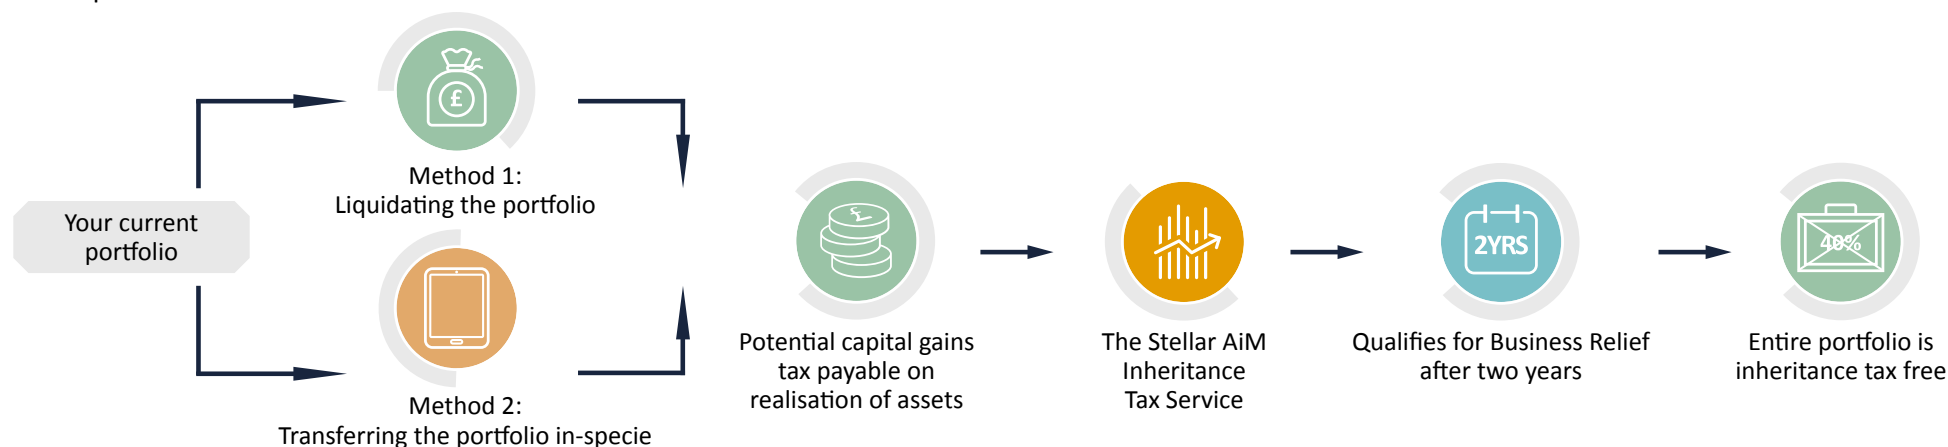 £
Method 1:
Liquidating the portfolio
Your current
portfolio
Method 2:
Transferring the portfolio in-specie
£
Potential capital gains
tax payable on
realisation of assets
The Stellar AiM
Inheritance
Tax Service
2YRS
Qualifies for Business Relief
after two years
40%
Entire portfolio is
inheritance tax free